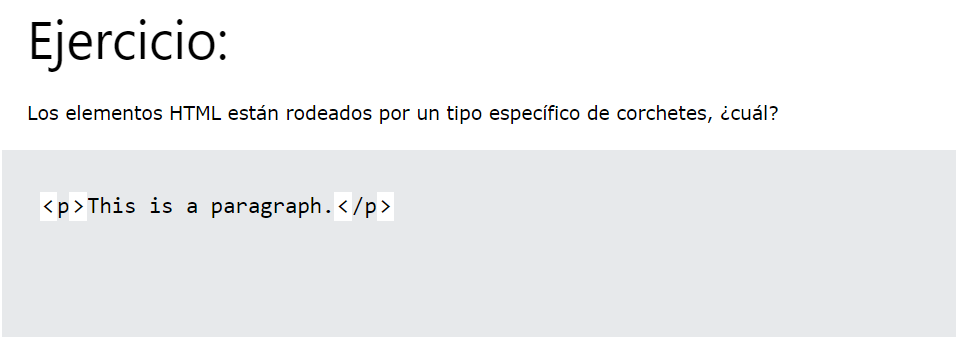 Ejercicio:
Los elementos HTML están rodeados por un tipo específico de corchetes, ¿cuál?
<p>This is a paragraph.</p>